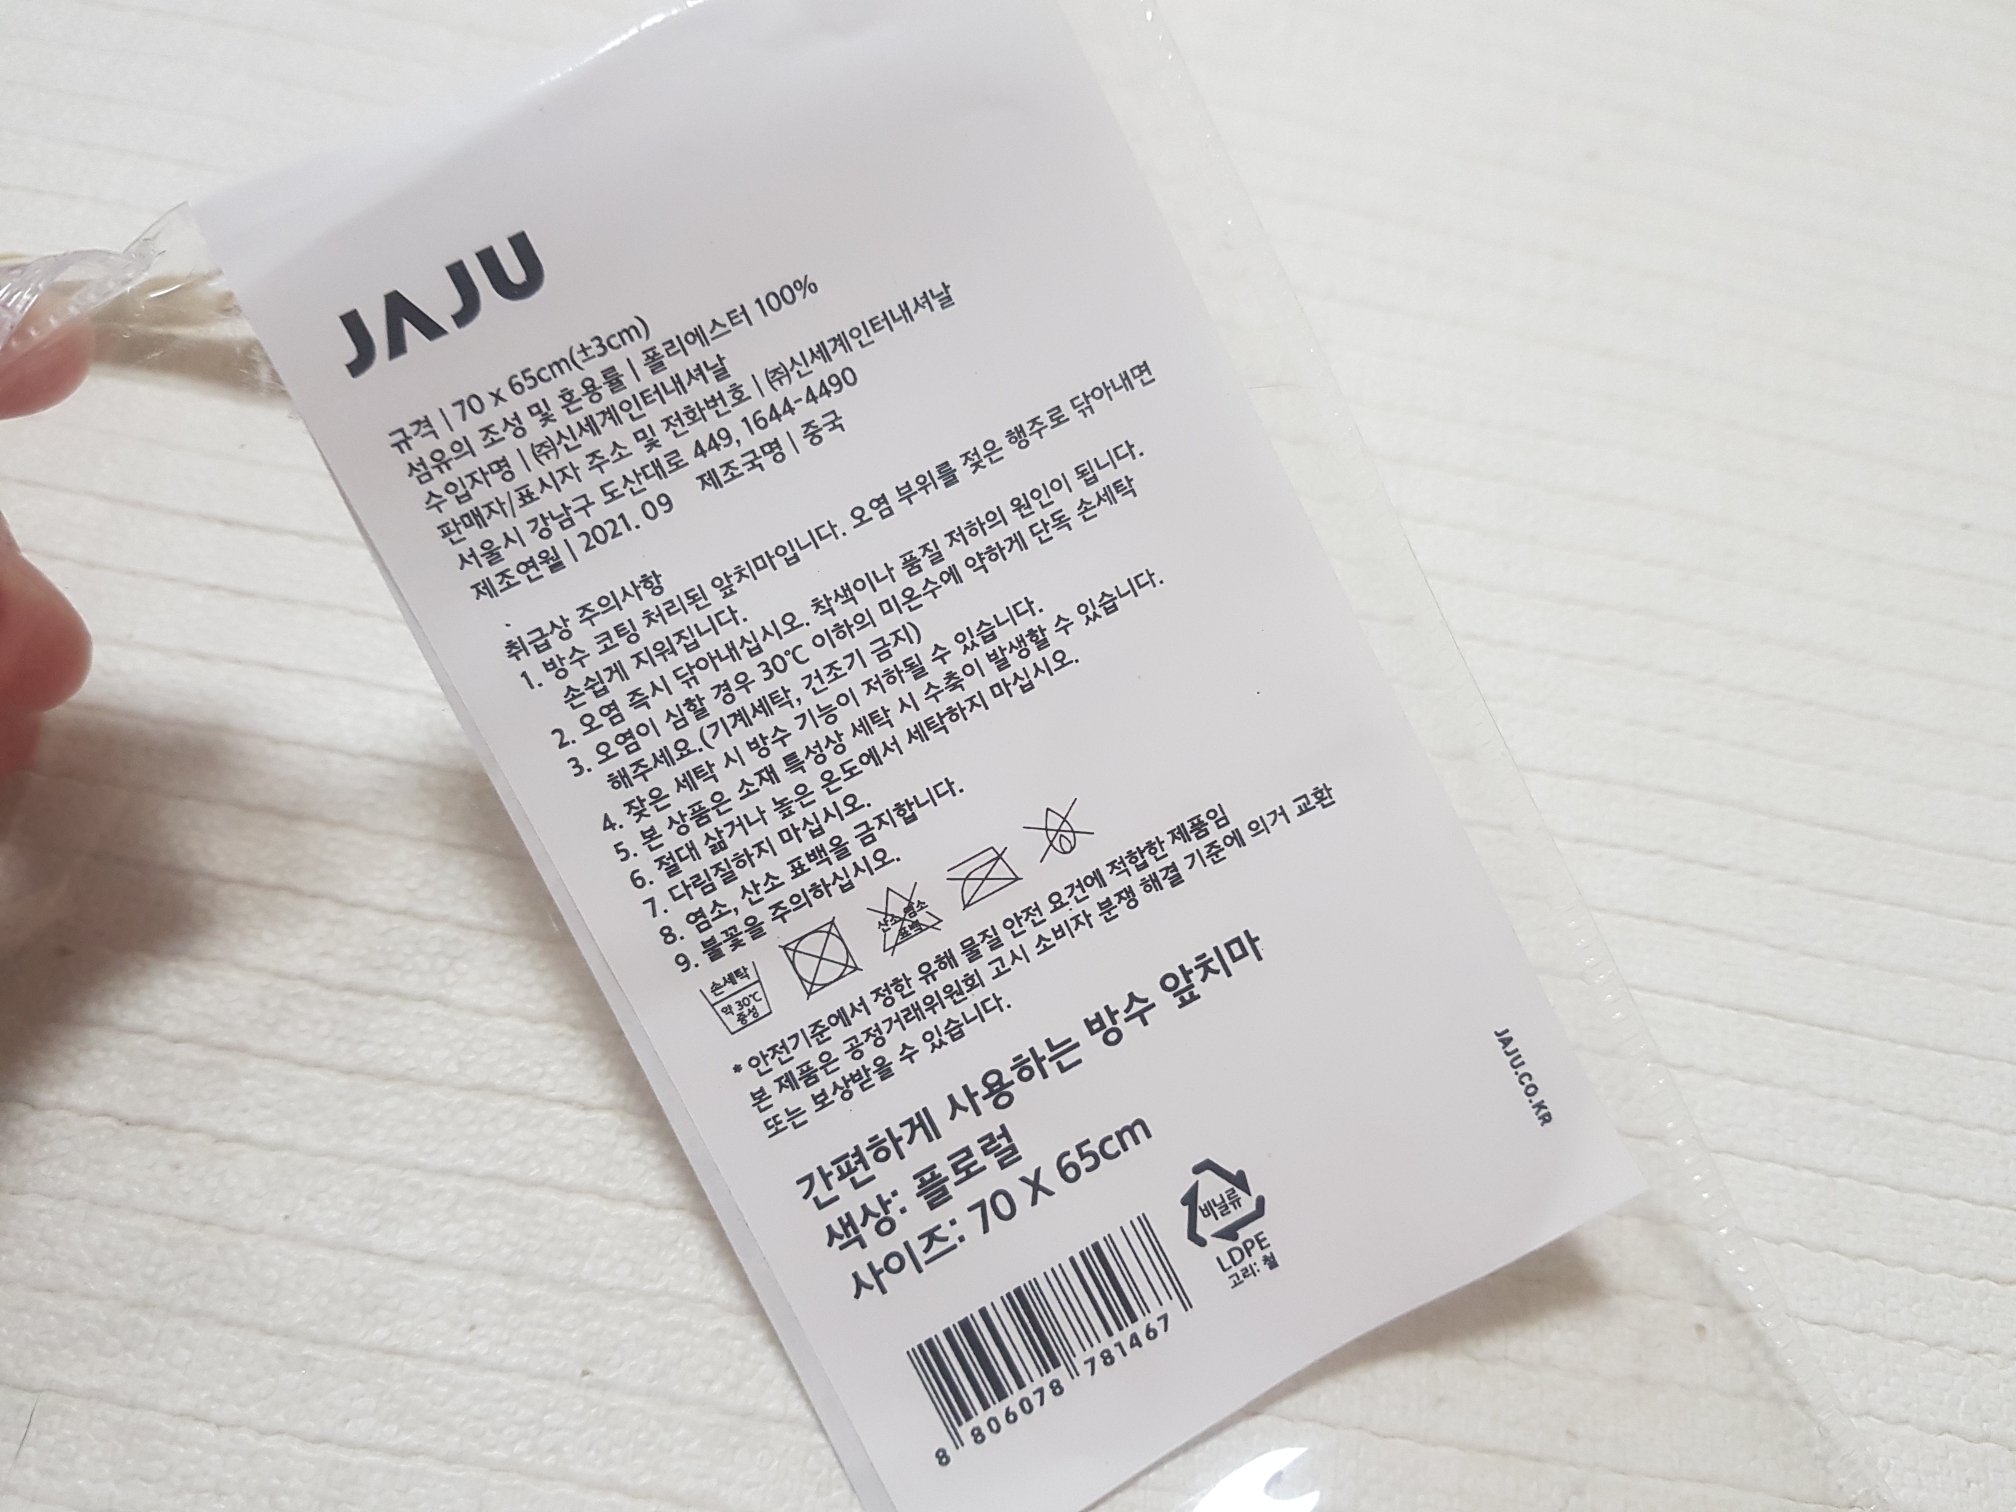 JAJU
규격 | 70 x 65cm(±3cm)
섬유의 조성 및 혼용률 | 폴리에스터 100%
수입자명 | ㈜신세계인터내셔날
판매자/표시자 주소 및 전화번호 | ㈜신세계인터내셔날
서울시 강남구 도산대로 449, 1644-4490
제조연월 | 2021. 09 제조국명 | 중국
취급상 주의사항
1. 방수 코팅 처리된 앞치마입니다. 오염 부위를 젖은 행주로 닦아내면
손쉽게 지워집니다.
2. 오염 즉시 닦아내십시오. 착색이나 품질 저하의 원인이 됩니다.
3. 오염이 심할 경우 30℃ 이하의 미온수에 약하게 단독 손세탁
해주세요.(기계세탁, 건조기 금지)
4. 잦은 세탁 시 방수 기능이 저하될 수 있습니다.
5. 본 상품은 소재 특성상 세탁 시 수축이 발생할 수 있습니다.
6. 절대 삶거나 높은 온도에서 세탁하지 마십시오.
7. 다림질하지 마십시오.
8. 염소, 산소 표백을 금지합니다.
9. 불꽃을 주의하십시오.
손세탁
약 30℃
중성
산소 염소
표백
* 안전기준에서 정한 유해 물질 안전 요건에 적합한 제품임
본 제품은 공정거래위원회 고시 소비자 분쟁 해결 기준에 의거 교환
또는 보상받을 수 있습니다.
간편하게 사용하는 방수 앞치마
색상: 플로럴
사이즈: 70 X 65cm
비닐류
LDPE
고리: 철
8 806078 781467
JAJU.CO.KR